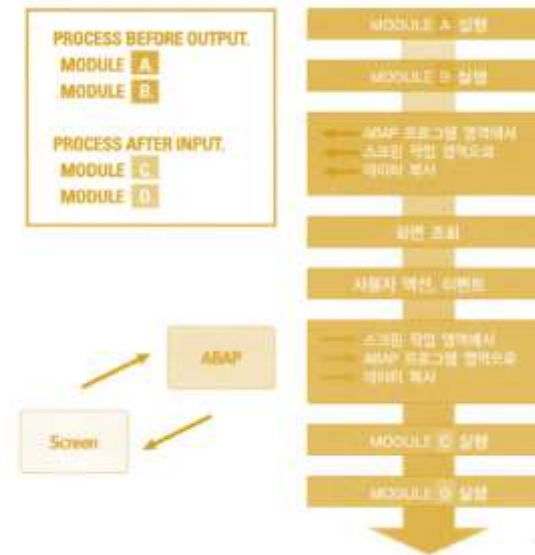 PROCESS BEFORE OUTPUT.
MODULE A.
MODULE B.
PROCESS AFTER INPUT.
MODULE C.
MODULE D.
ABAP
Screen
MODULE A 실행
MODULE B 실행
ABAP 프로그램 영역에서
스크린 작업 영역으로
데이터 복사
화면 조회
사용자 액션, 이벤트
스크린 작업 영역에서
ABAP 프로그램 영역으로
데이터 복사
MODULE C 실행
MODULE D 실행